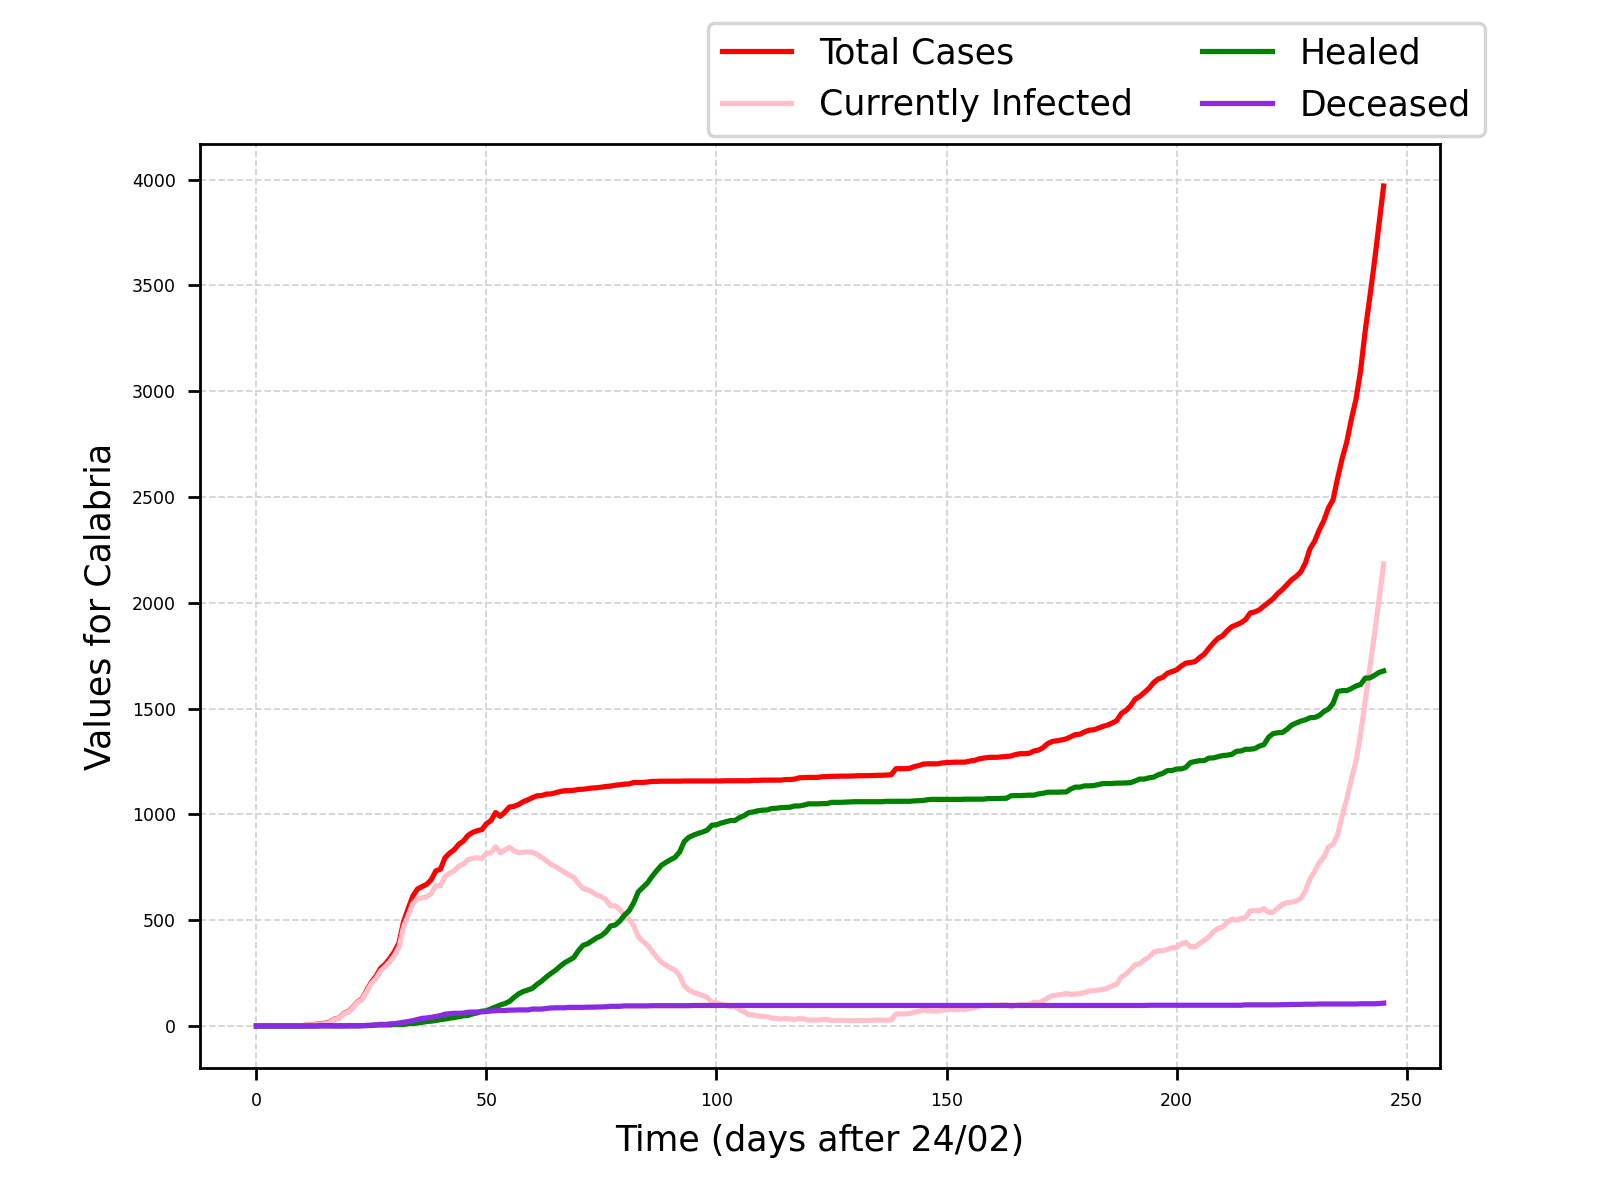 Total Cases Healed
Currently Infected Deceased
4000
3500
3000
2500
2000
1500
1000
500
0
Values for Calabria
0 50 100 150 200 250
Time (days after 24/02)